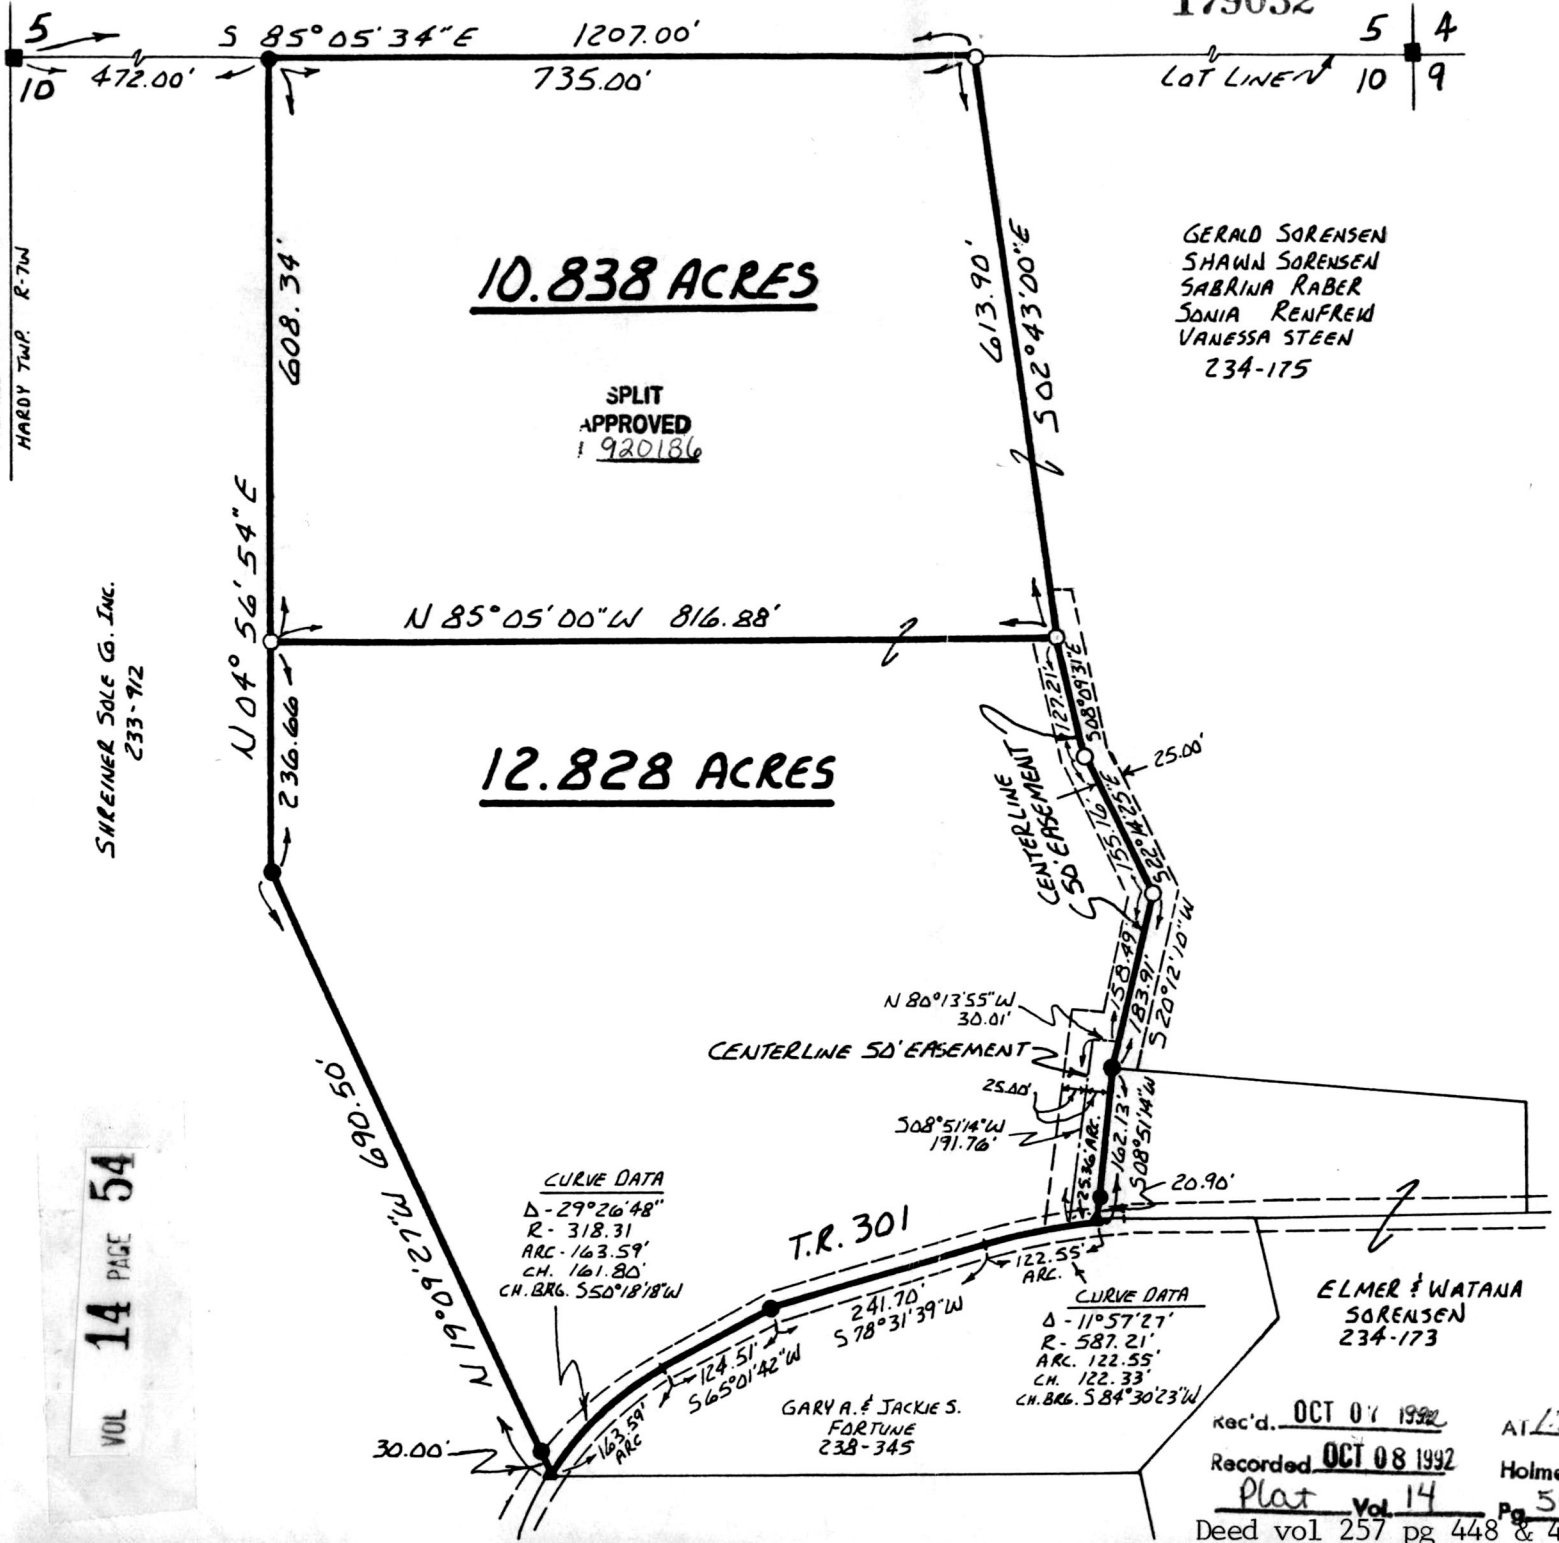 179032
5
5 4
S 85°05'34"E 1207.00'
10
472.00'
735.00'
LOT LINE
10 9
HARDY TWP. R-7W
608.34'
613.90'
S 02°43'00"E
GERALD SORENSEN
SHAWN SORENSEN
SABRINA RABER
SONIA RENFREW
VANESSA STEEN
234-175
10.838 ACRES
SPLIT
APPROVED
920186
N 04° 56' 54" E
N 85°05'00"W 816.88'
SHREINER SOLE CO. INC.
233-912
236.66
127.21'
S08°09'31"E
12.828 ACRES
CENTERLINE
50' EASEMENT
25.00'
155.16'
S22°14'25"E
158.49'
183.91'
S 20°12'10"W
N 80°13'55"W
30.01'
CENTERLINE 50' EASEMENT
25.00'
S08°51'14"W
191.76'
25.36' ARC.
162.13'
S08°51'14"W
20.90'
N 19°09'27"W 690.50'
CURVE DATA
Δ - 29°26'48"
R - 318.31
ARC - 163.59'
CH. 161.80'
CH. BRG. S50°18'18"W
T.R. 301
122.55'
ARC.
241.70'
S 78°31'39"W
124.51'
S65°01'42"W
163.59'
ARC
30.00'
CURVE DATA
Δ - 11°57'27"
R - 587.21'
ARC. 122.55'
CH. 122.33'
CH. BRG. S 84°30'23"W
GARY A. & JACKIE S.
FORTUNE
238-345
ELMER & WATANA
SORENSEN
234-173
VOL 14 PAGE 54
Rec'd. OCT 07 1992 AT
Recorded OCT 08 1992 Holme
Plat Vol. 14 Pg 5
Deed vol 257 pg 448 & 4